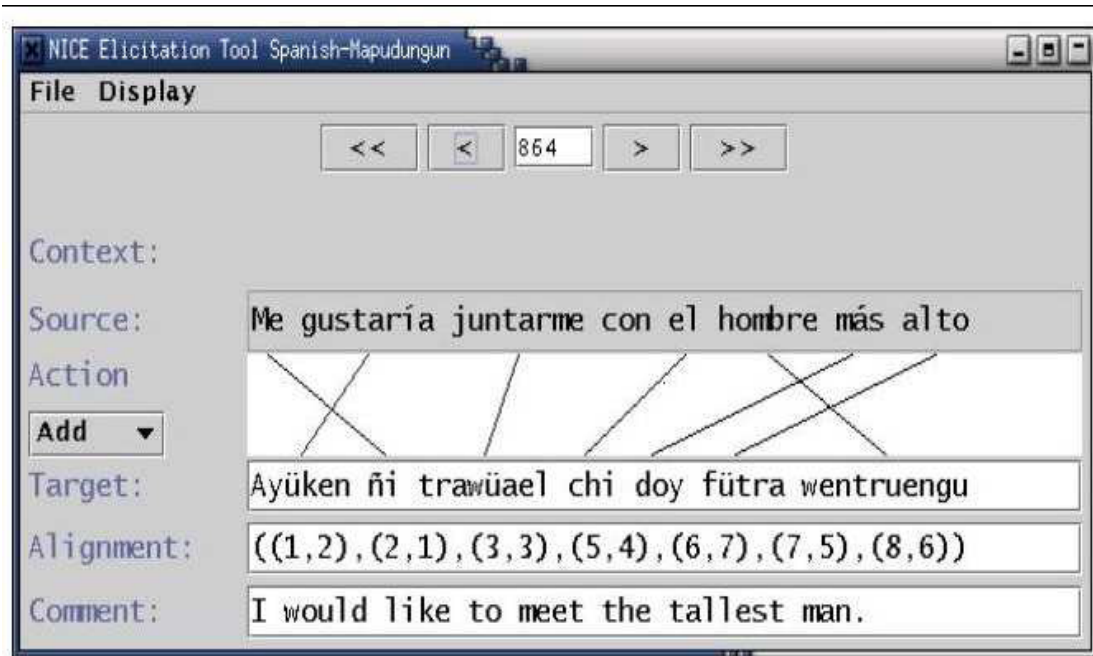 NICE Elicitation Tool Spanish-Mapudungun
File Display
<< < 864 > >>
Context:
Source: Me gustaría juntarme con el hombre más alto
Action
Add
Target: Ayüken ñi trawüael chi doy fütra wentruengu
Alignment: ((1,2),(2,1),(3,3),(5,4),(6,7),(7,5),(8,6))
Comment: I would like to meet the tallest man.